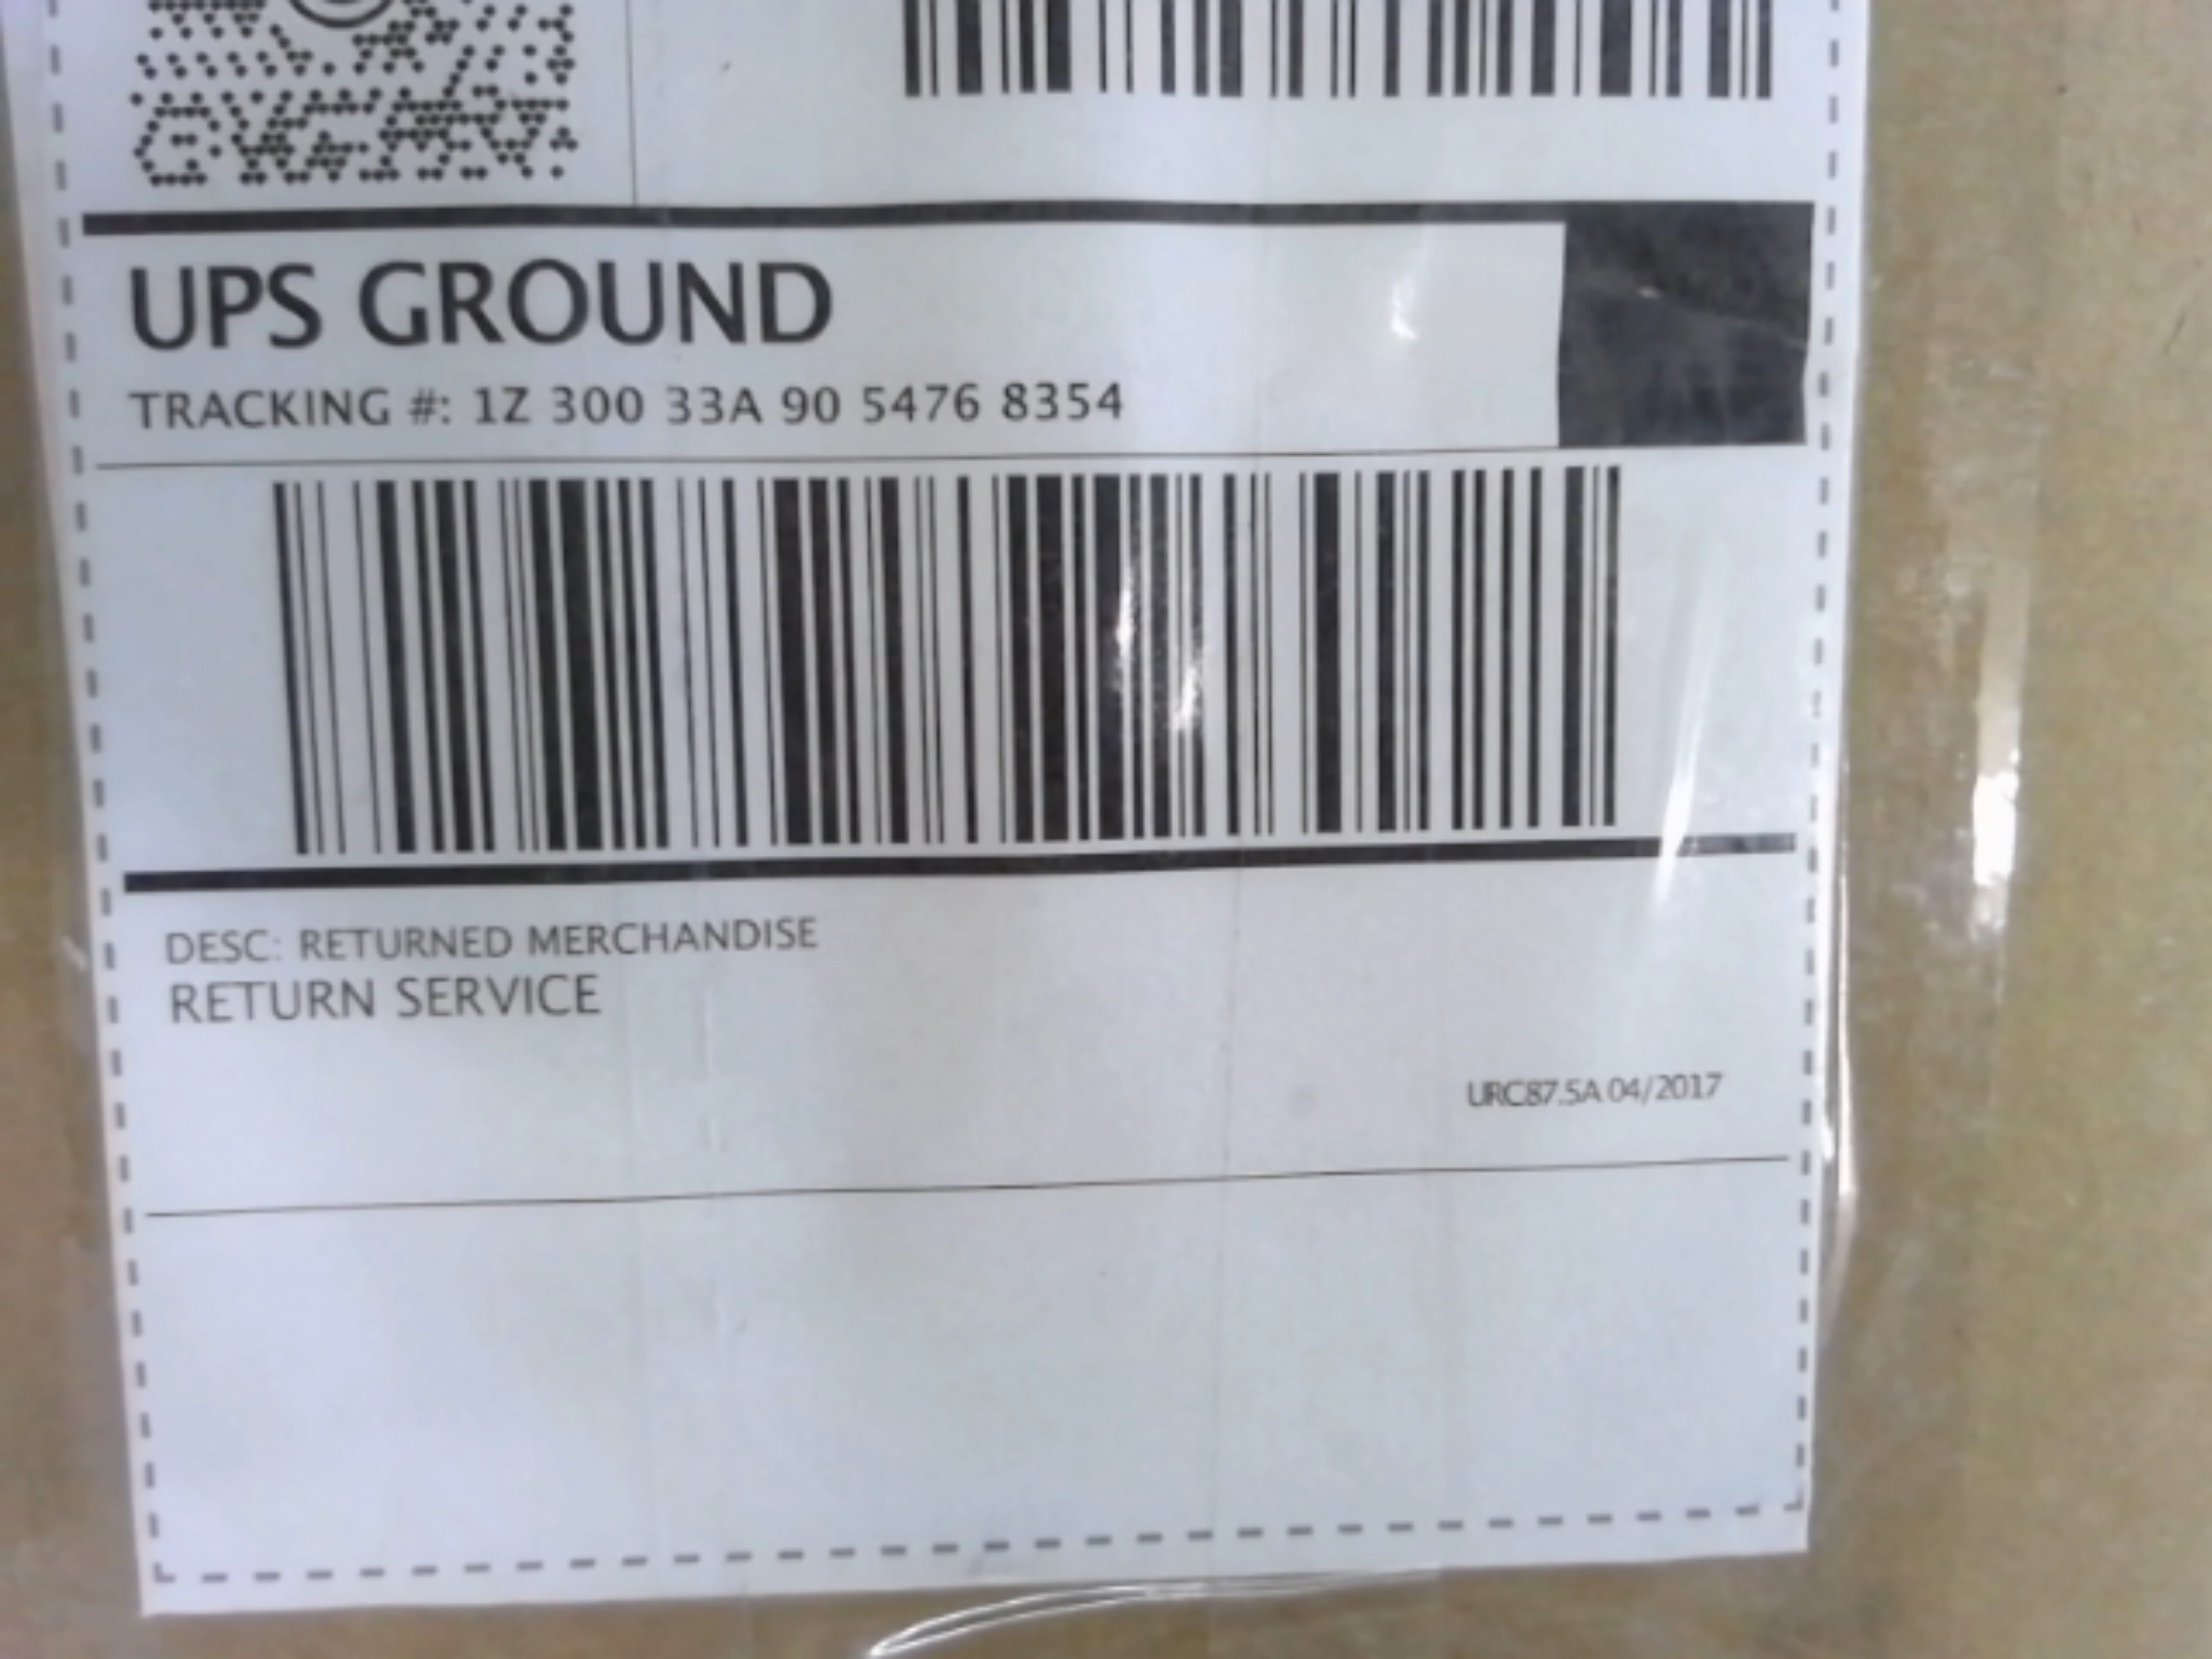 UPS GROUND
TRACKING #: 1Z 300 33A 90 5476 8354
DESC: RETURNED MERCHANDISE
RETURN SERVICE
URC87.5A 04/2017